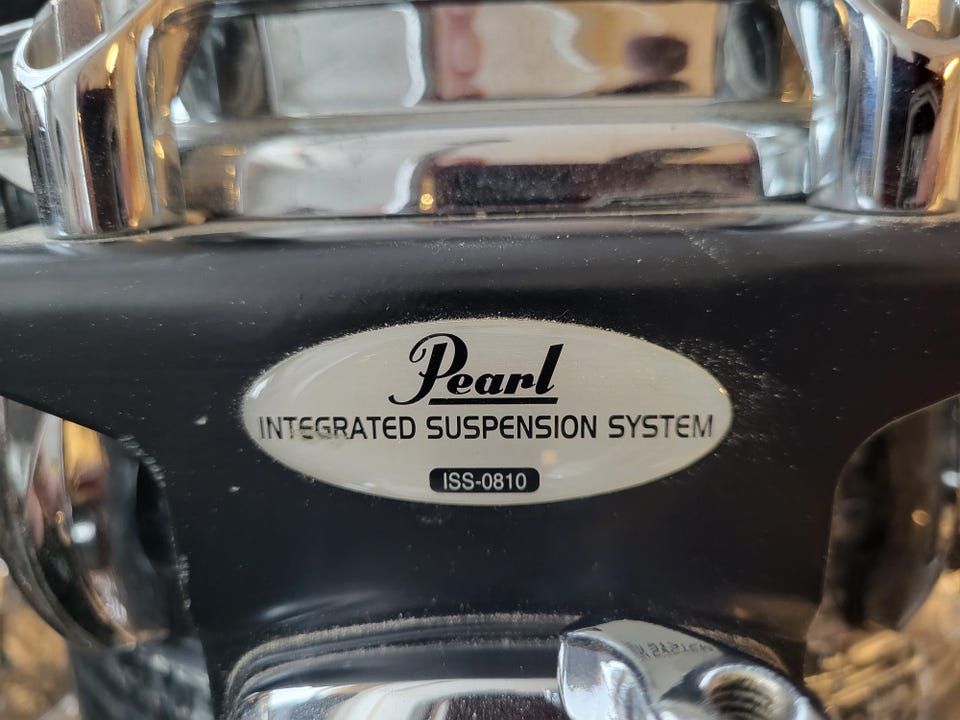 Pearl
INTEGRATED SUSPENSION SYSTEM
ISS-0810